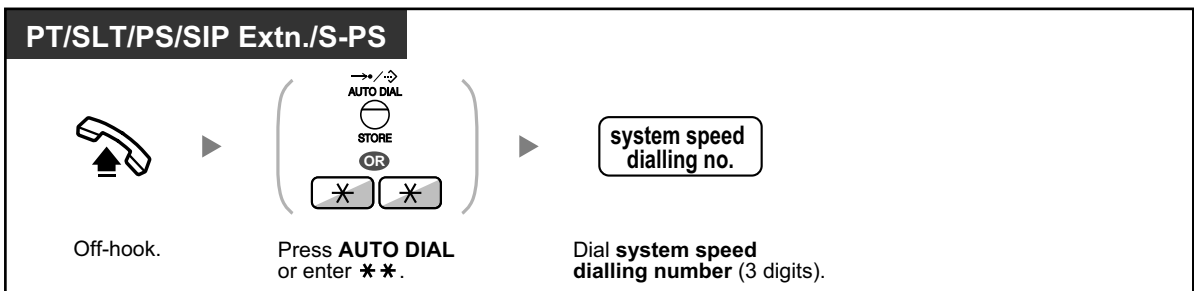 PT/SLT/PS/SIP Extn./S-PS
AUTO DIAL
STORE
OR
system speed
dialling no.
Off-hook.
Press AUTO DIAL
or enter ＊＊.
Dial system speed
dialling number (3 digits).